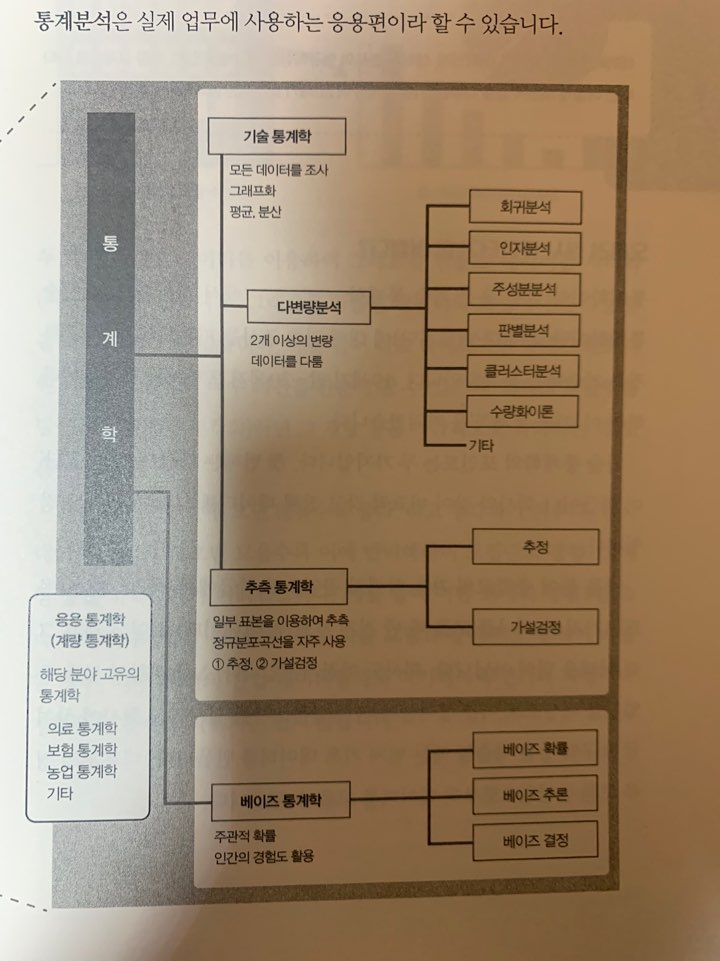 통계분석은 실제 업무에 사용하는 응용편이라 할 수 있습니다.
통
계
학
기술 통계학
모든 데이터를 조사
그래프화
평균, 분산
다변량분석
2개 이상의 변량
데이터를 다룸
회귀분석
인자분석
주성분분석
판별분석
클러스터분석
수량화이론
기타
추측 통계학
일부 표본을 이용하여 추측
정규분포곡선을 자주 사용
① 추정, ② 가설검정
추정
가설검정
응용 통계학
(계량 통계학)
해당 분야 고유의
통계학
의료 통계학
보험 통계학
농업 통계학
기타
베이즈 통계학
주관적 확률
인간의 경험도 활용
베이즈 확률
베이즈 추론
베이즈 결정